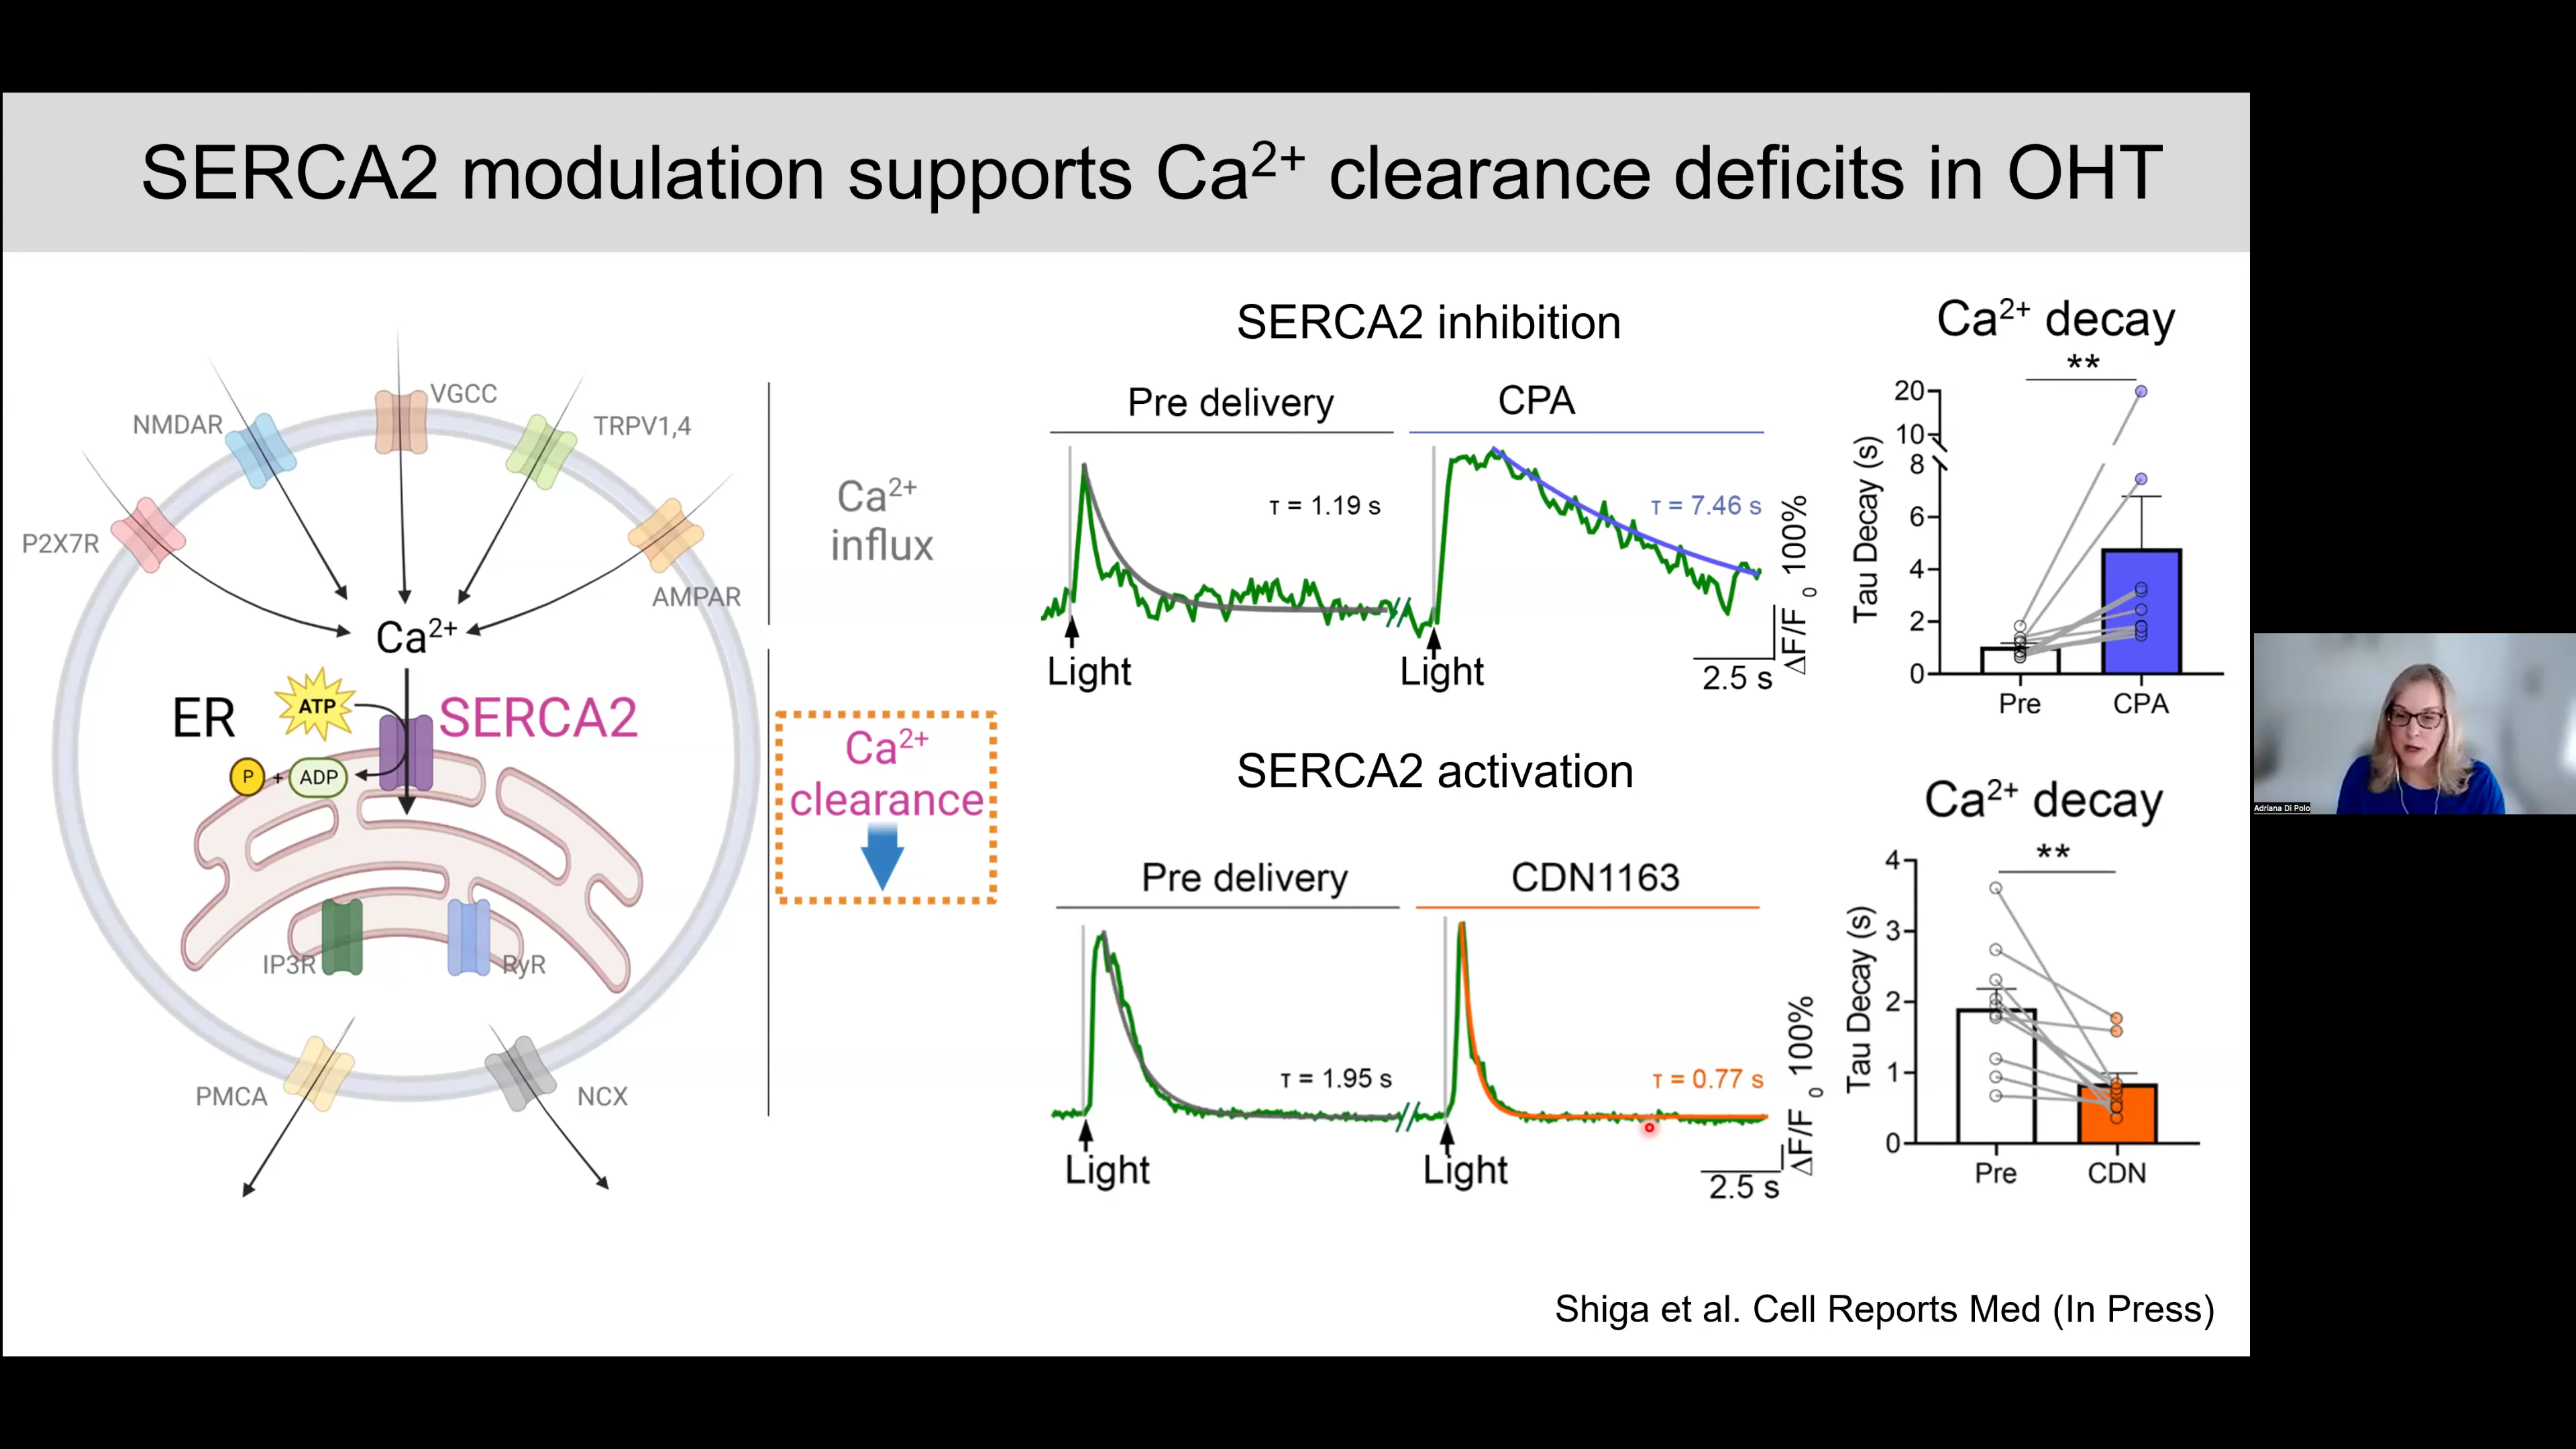 SERCA2 modulation supports Ca²⁺ clearance deficits in OHT
NMDAR
VGCC
TRPV1,4
P2X7R
AMPAR
Ca²⁺
ER
ATP
SERCA2
P + ADP
IP3R
RyR
PMCA
NCX
Ca²⁺
influx
Ca²⁺
clearance
SERCA2 inhibition
Pre delivery
CPA
τ = 1.19 s
τ = 7.46 s
Light
Light
2.5 s
ΔF/F₀ 100%
Ca²⁺ decay
**
Tau Decay (s)
20
10
8
6
4
2
0
Pre
CPA
SERCA2 activation
Pre delivery
CDN1163
τ = 1.95 s
τ = 0.77 s
Light
Light
2.5 s
ΔF/F₀ 100%
Ca²⁺ decay
**
Tau Decay (s)
4
3
2
1
0
Pre
CDN
Shiga et al. Cell Reports Med (In Press)
Adriana Di Polo